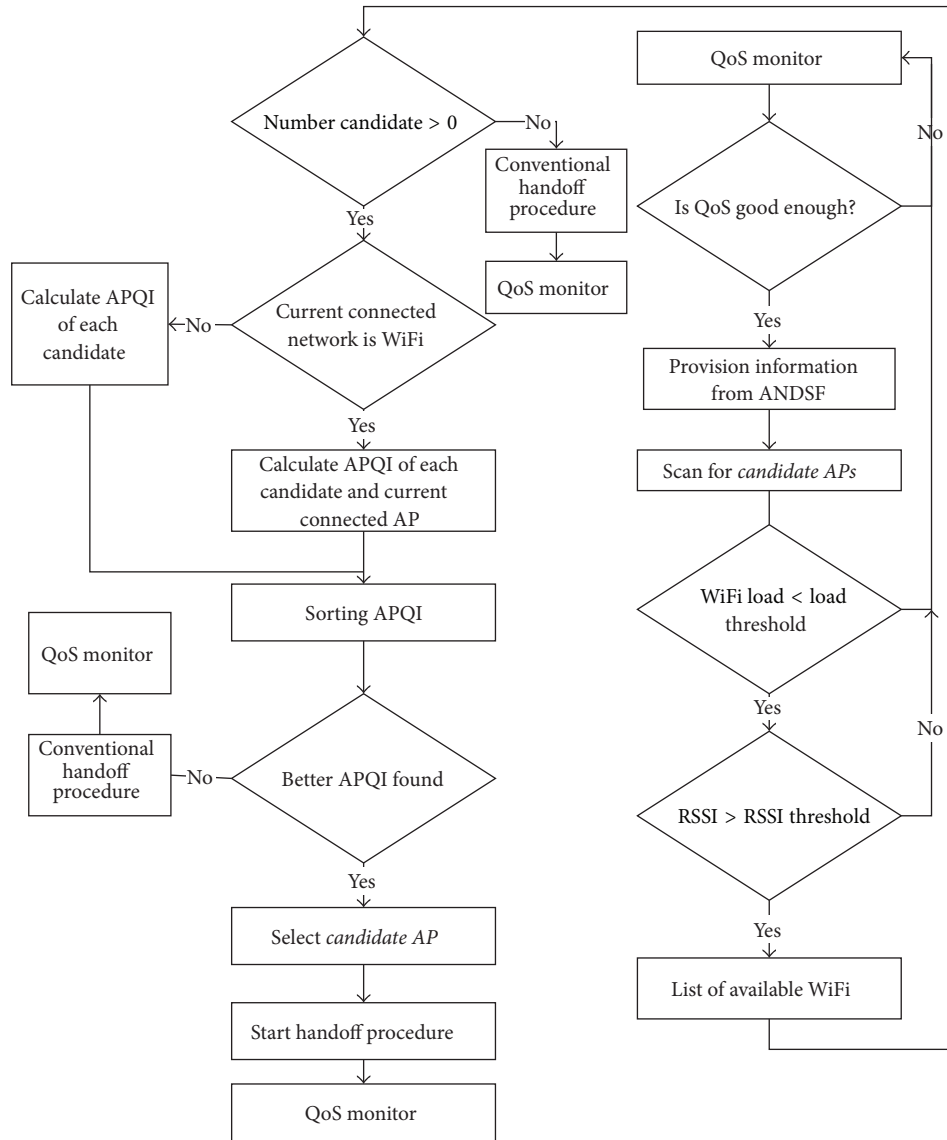 Number candidate > 0
No
Conventional
handoff
procedure
QoS monitor
Yes
Current connected
network is WiFi
No
Calculate APQI
of each
candidate
Yes
Calculate APQI of each
candidate and current
connected AP
Sorting APQI
Better APQI found
No
Conventional
handoff
procedure
QoS monitor
Yes
Select candidate AP
Start handoff procedure
QoS monitor
QoS monitor
No
Is QoS good enough?
Yes
Provision information
from ANDSF
Scan for candidate APs
WiFi load < load
threshold
Yes
No
RSSI > RSSI threshold
Yes
List of available WiFi